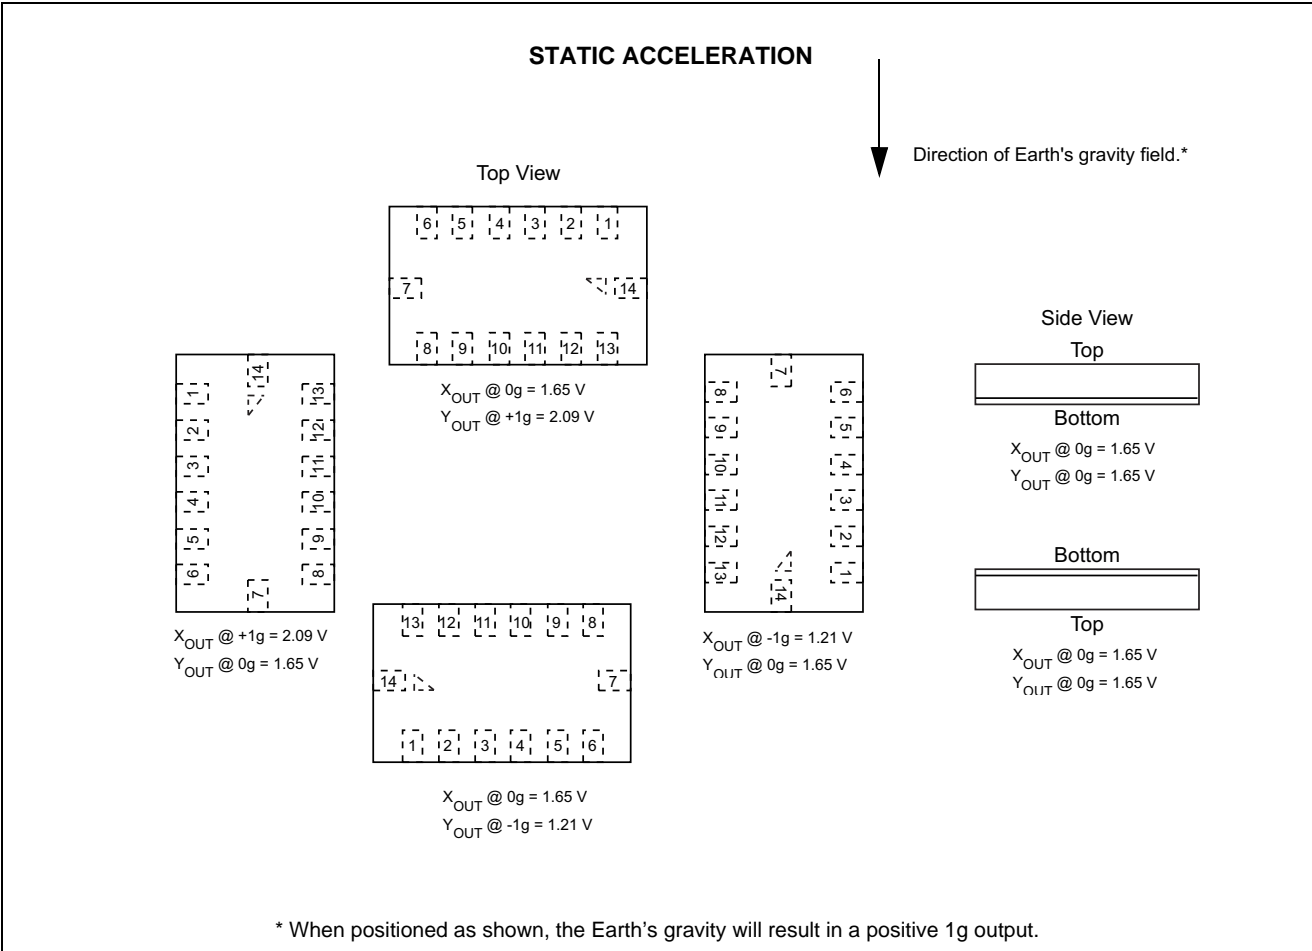 STATIC ACCELERATION
Direction of Earth's gravity field.*
Top View
6 5 4 3 2 1
7 14
8 9 10 11 12 13
X_OUT @ 0g = 1.65 V
Y_OUT @ +1g = 2.09 V
14
1 13
2 12
3 11
4 10
5 9
6 8
7
X_OUT @ +1g = 2.09 V
Y_OUT @ 0g = 1.65 V
13 12 11 10 9 8
14 7
1 2 3 4 5 6
X_OUT @ 0g = 1.65 V
Y_OUT @ -1g = 1.21 V
7
8 6
9 5
10 4
11 3
12 2
13 1
14
X_OUT @ -1g = 1.21 V
Y_OUT @ 0g = 1.65 V
Side View
Top
Bottom
X_OUT @ 0g = 1.65 V
Y_OUT @ 0g = 1.65 V
Bottom
Top
X_OUT @ 0g = 1.65 V
Y_OUT @ 0g = 1.65 V
* When positioned as shown, the Earth's gravity will result in a positive 1g output.